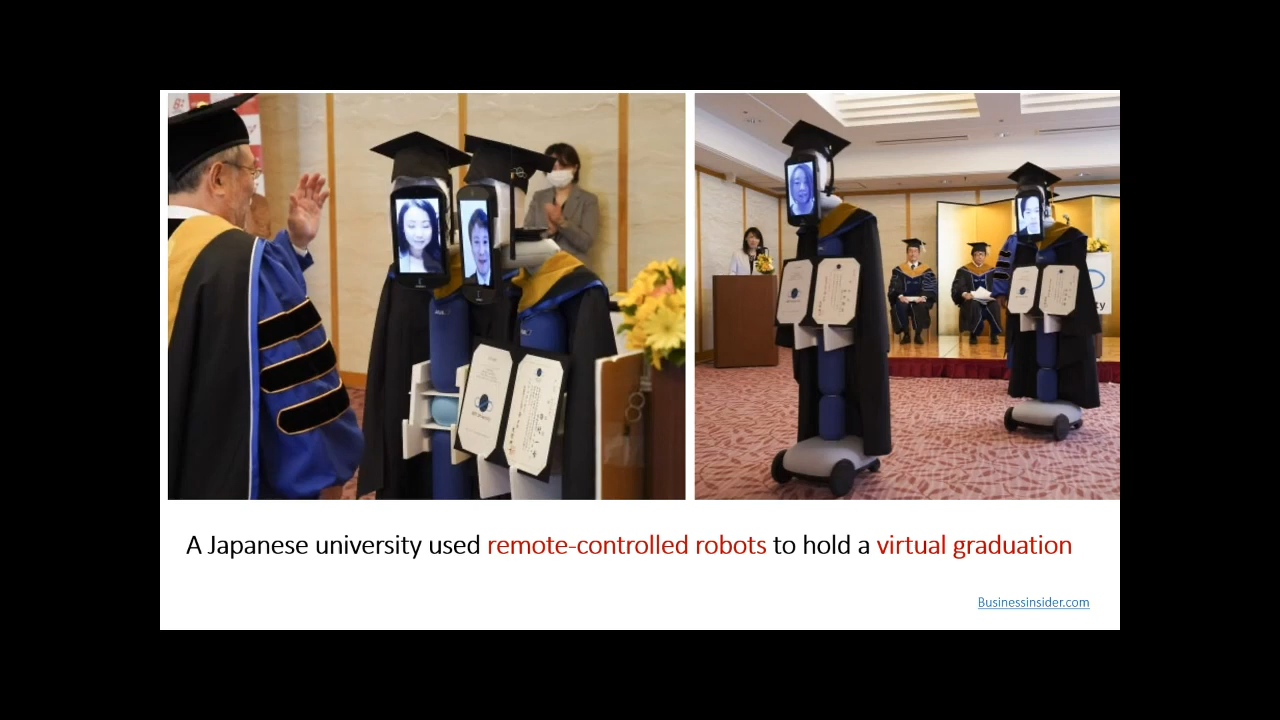 A Japanese university used remote-controlled robots to hold a virtual graduation
Businessinsider.com